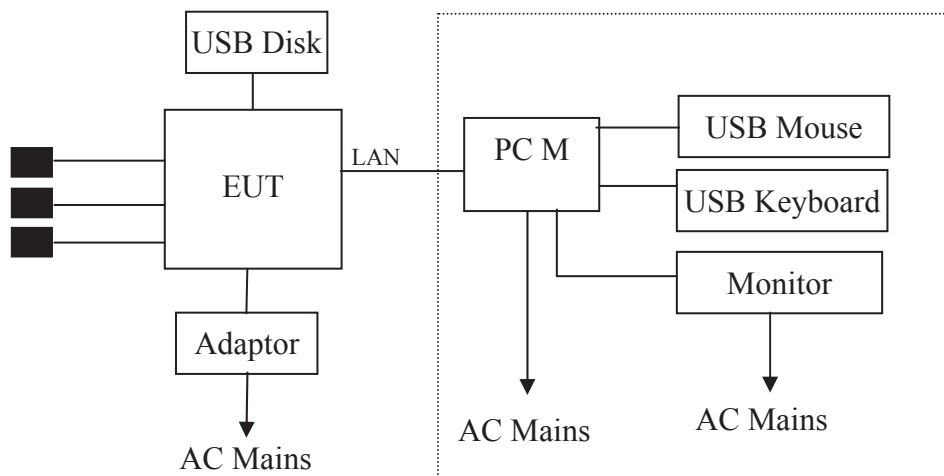 USB Disk
EUT
LAN
PC M
USB Mouse
USB Keyboard
Monitor
Adaptor
AC Mains
AC Mains
AC Mains